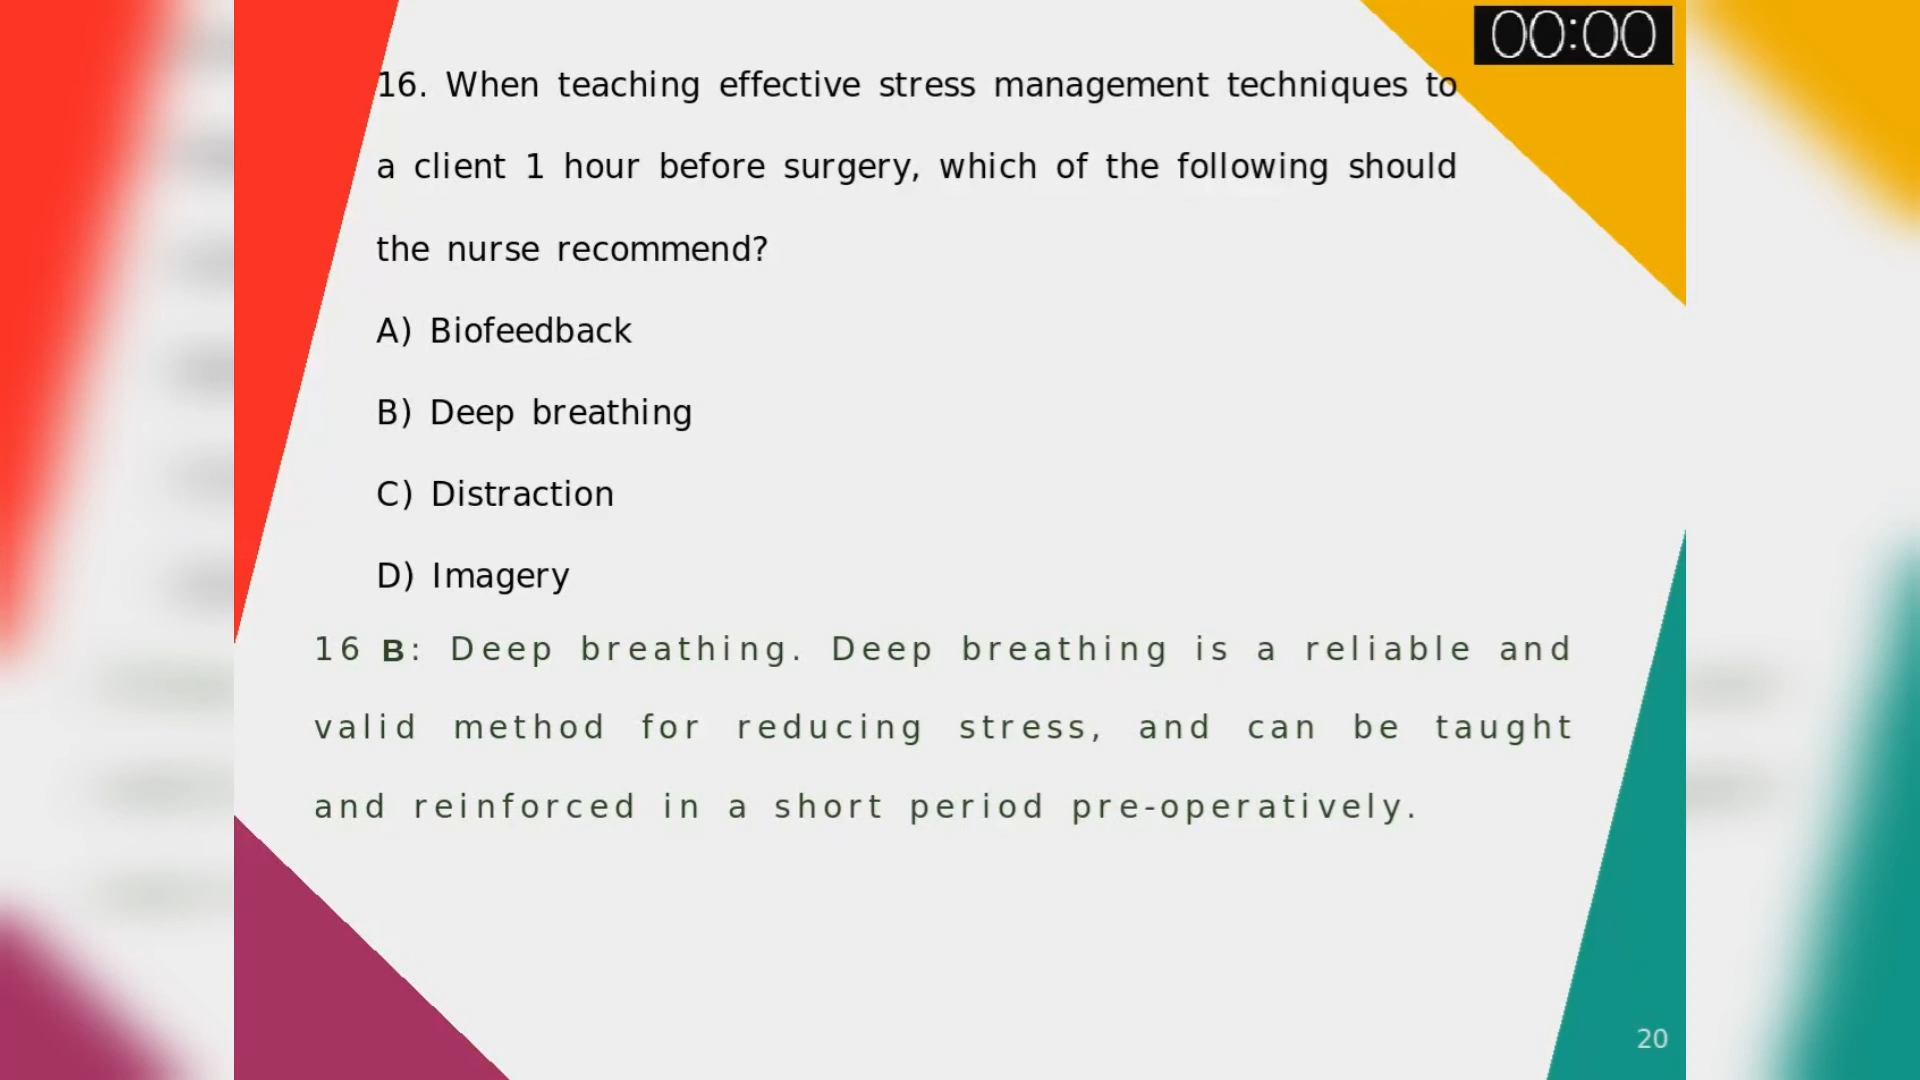 00:00
16. When teaching effective stress management techniques to
a client 1 hour before surgery, which of the following should
the nurse recommend?
A) Biofeedback
B) Deep breathing
C) Distraction
D) Imagery
16 B: Deep breathing. Deep breathing is a reliable and
valid method for reducing stress, and can be taught
and reinforced in a short period pre-operatively.
20